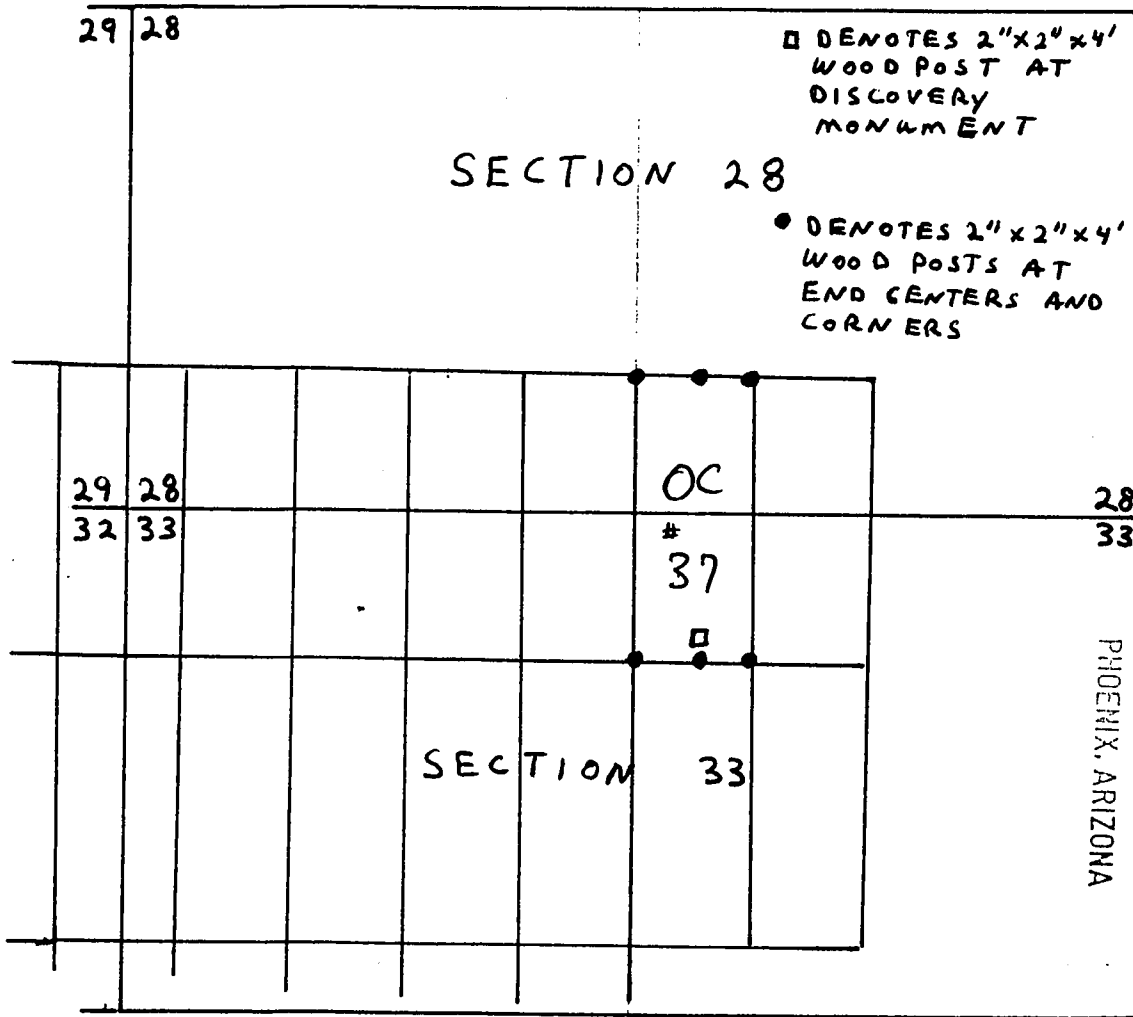 29 28
□ DENOTES 2"x2"x4'
WOOD POST AT
DISCOVERY
MONUMENT
SECTION 28
● DENOTES 2"x2"x4'
WOOD POSTS AT
END CENTERS AND
CORNERS
OC
29 28
28
32 33
#
33
37
SECTION 33
PHOENIX, ARIZONA